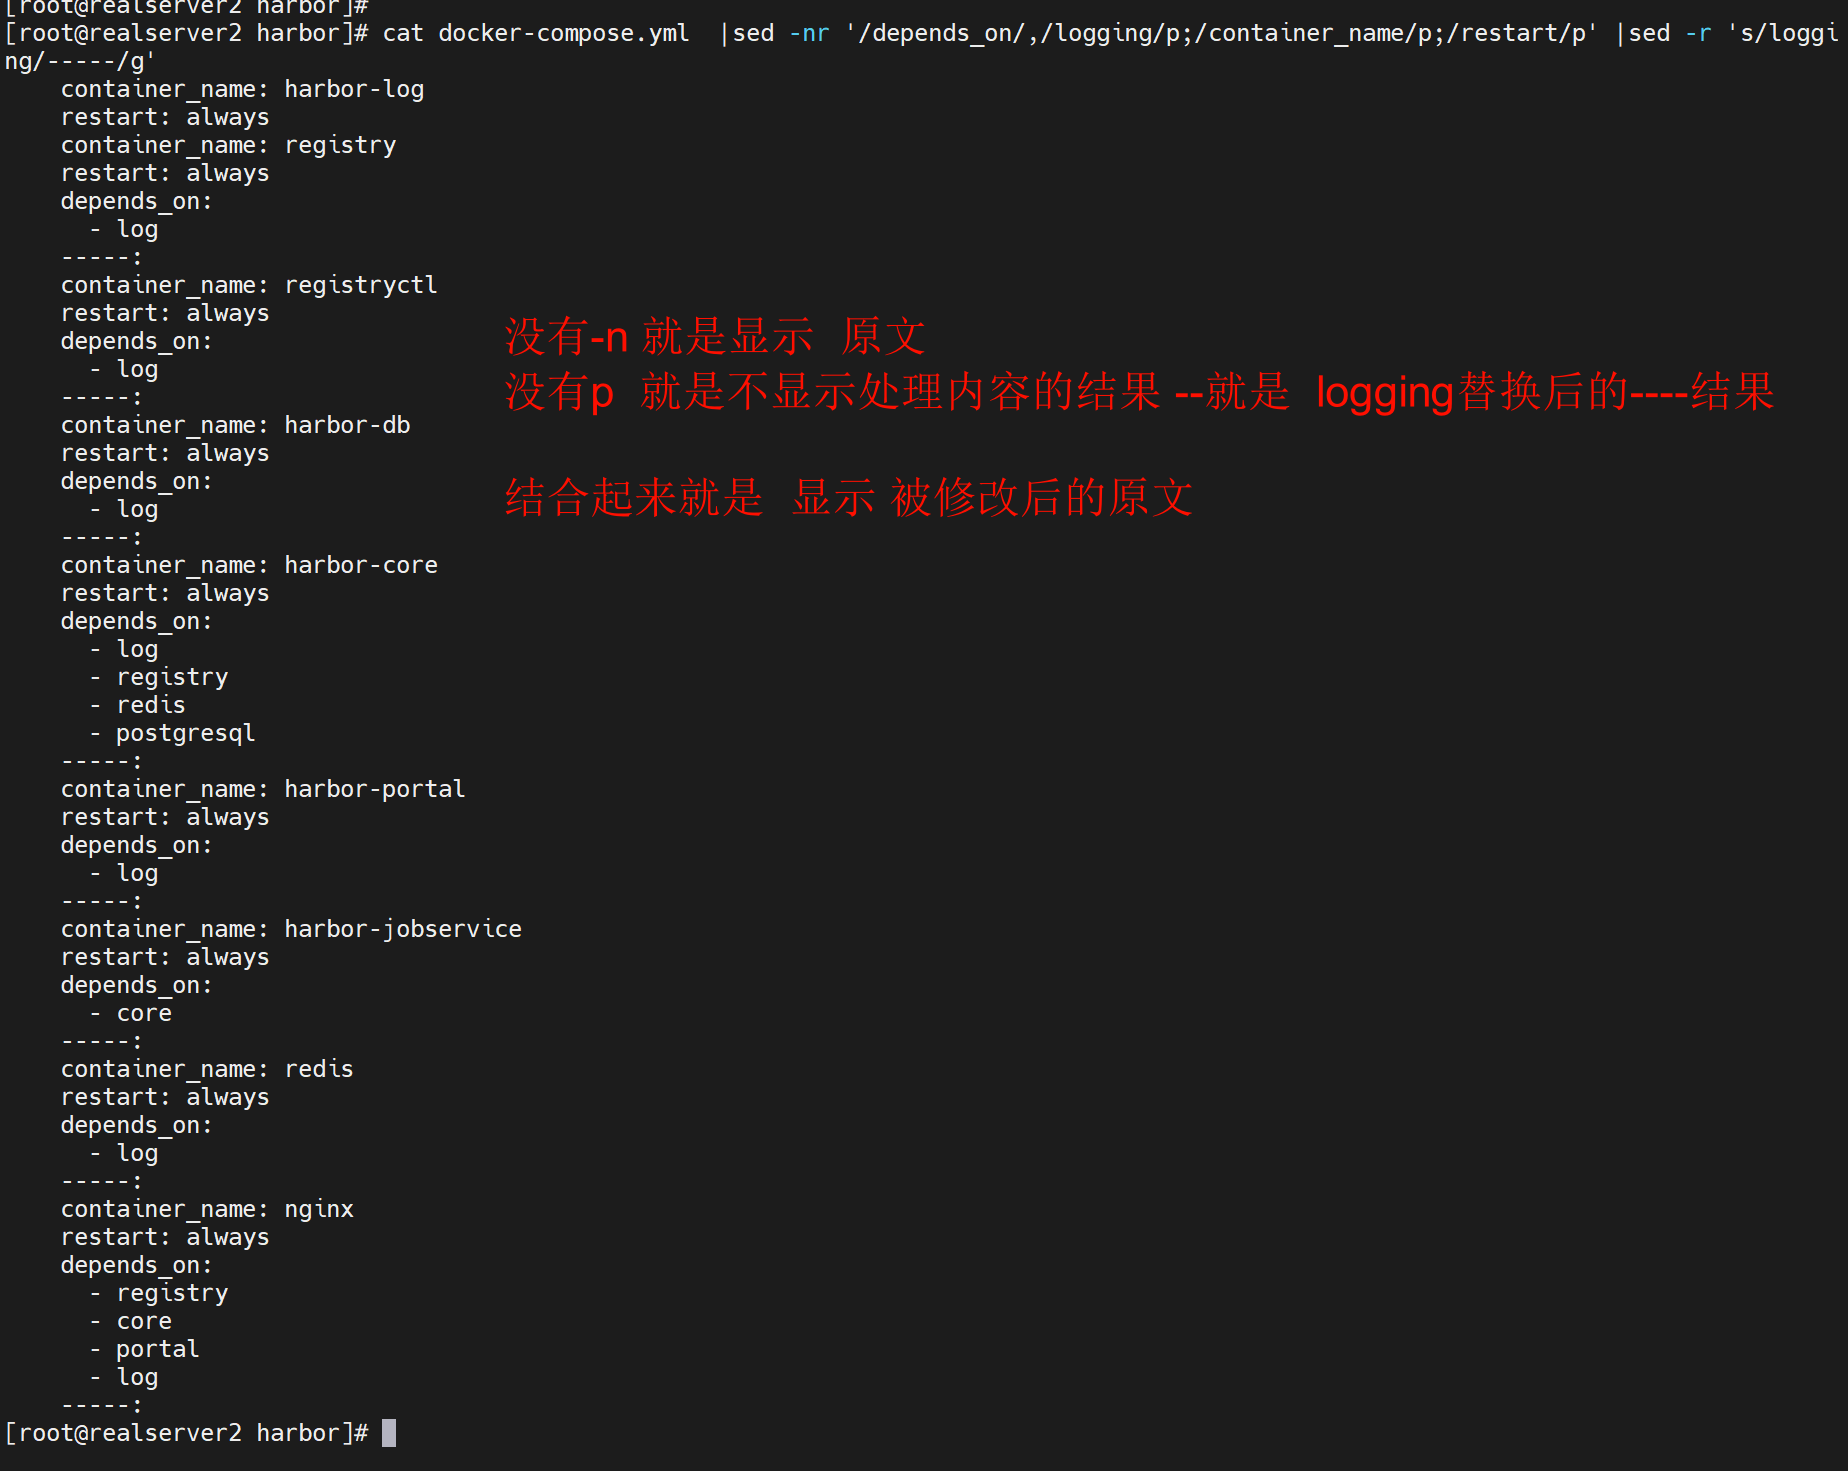 [root@realserver2 harbor]#
[root@realserver2 harbor]# cat docker-compose.yml  |sed -nr '/depends_on/,/logging/p;/container_name/p;/restart/p' |sed -r 's/loggi
ng/-----/g'
    container_name: harbor-log
    restart: always
    container_name: registry
    restart: always
    depends_on:
      - log
    -----:
    container_name: registryctl
    restart: always
没有-n 就是显示  原文
    depends_on:
      - log
没有p  就是不显示处理内容的结果 --就是  logging替换后的----结果
    -----:
    container_name: harbor-db
    restart: always
    depends_on:
结合起来就是  显示 被修改后的原文
      - log
    -----:
    container_name: harbor-core
    restart: always
    depends_on:
      - log
      - registry
      - redis
      - postgresql
    -----:
    container_name: harbor-portal
    restart: always
    depends_on:
      - log
    -----:
    container_name: harbor-jobservice
    restart: always
    depends_on:
      - core
    -----:
    container_name: redis
    restart: always
    depends_on:
      - log
    -----:
    container_name: nginx
    restart: always
    depends_on:
      - registry
      - core
      - portal
      - log
    -----:
[root@realserver2 harbor]#